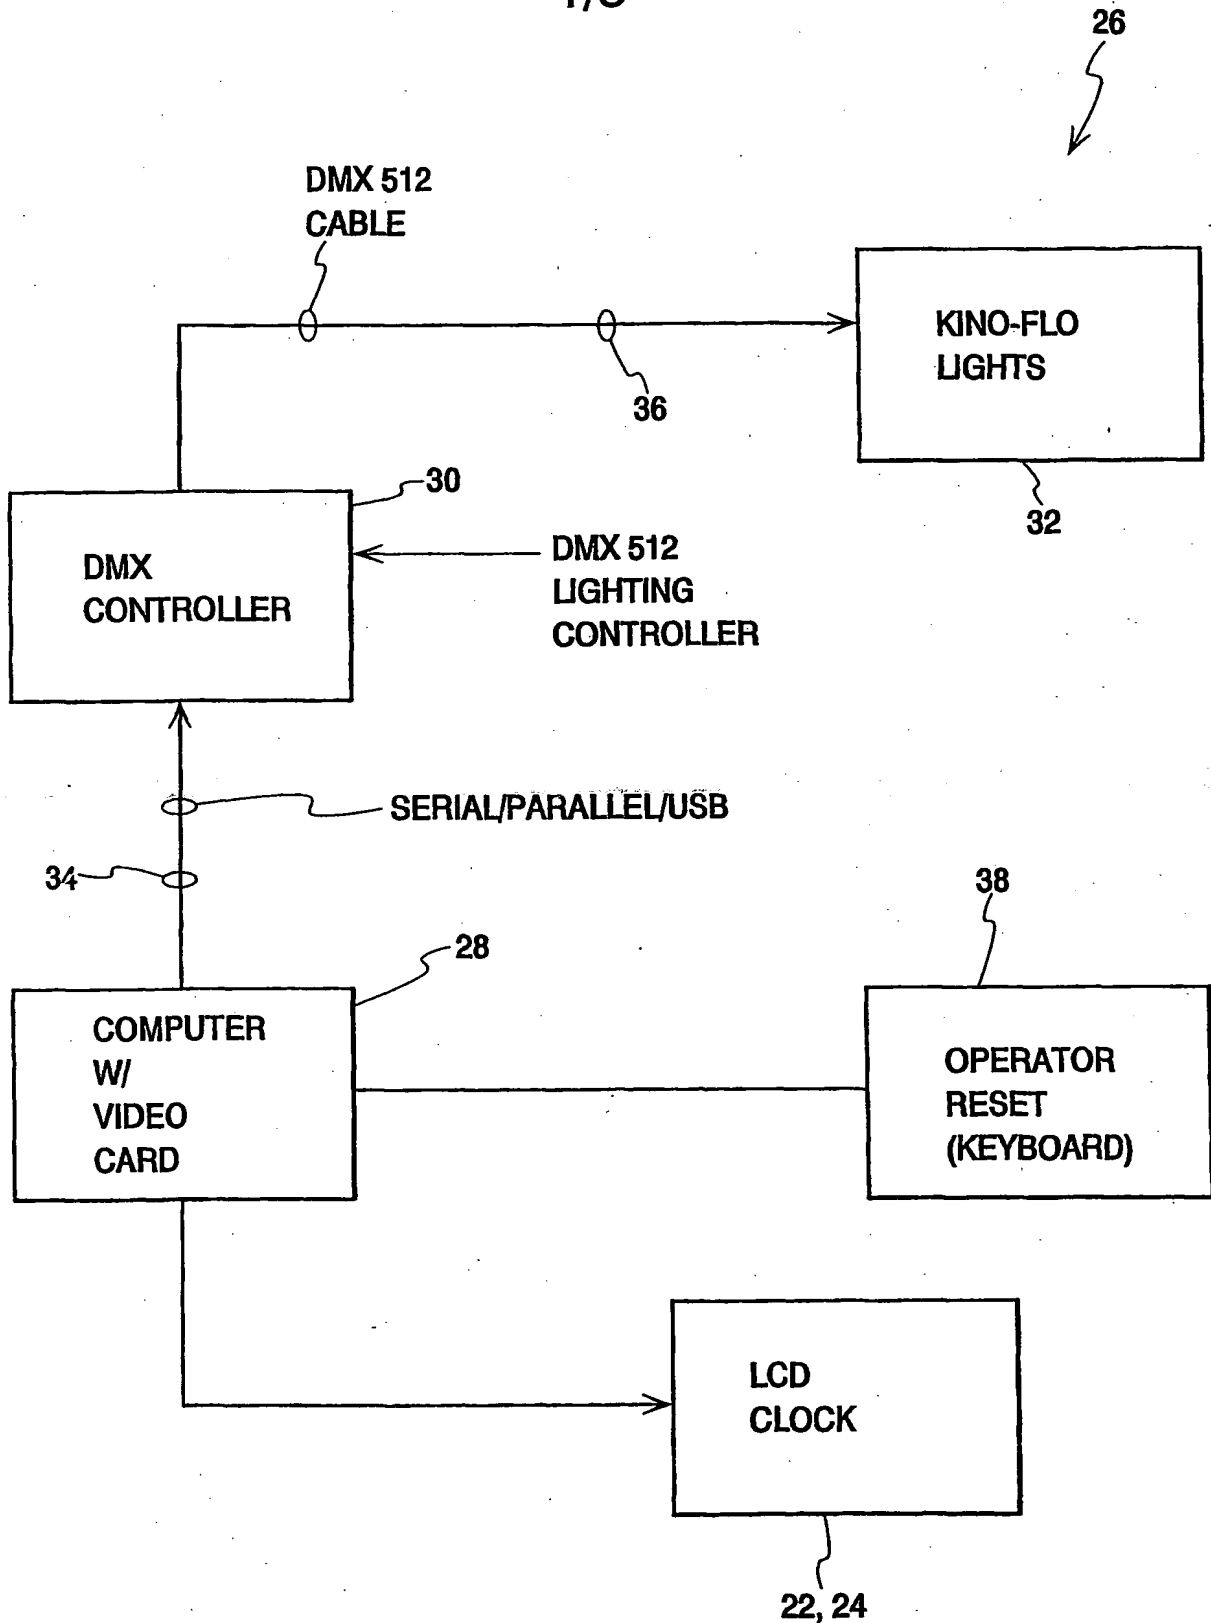 26
DMX 512
CABLE
KINO-FLO
LIGHTS
36
32
30
DMX
CONTROLLER
DMX 512
LIGHTING
CONTROLLER
SERIAL/PARALLEL/USB
34
28
38
COMPUTER
W/
VIDEO
CARD
OPERATOR
RESET
(KEYBOARD)
LCD
CLOCK
22, 24